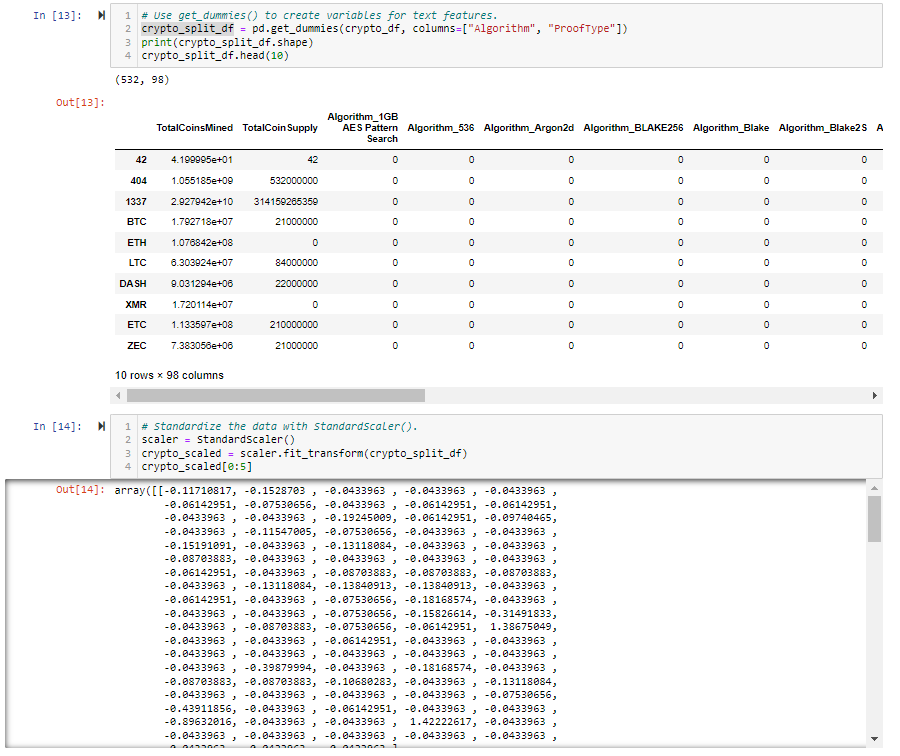 In [13]:
1 # Use get_dummies() to create variables for text features.
2 crypto_split_df = pd.get_dummies(crypto_df, columns=["Algorithm", "ProofType"])
3 print(crypto_split_df.shape)
4 crypto_split_df.head(10)
(532, 98)
Out[13]:
TotalCoinsMined TotalCoinSupply Algorithm_1GB AES Pattern Search Algorithm_536 Algorithm_Argon2d Algorithm_BLAKE256 Algorithm_Blake Algorithm_Blake2S A
42 4.199995e+01 42 0 0 0 0 0 0
404 1.055185e+09 532000000 0 0 0 0 0 0
1337 2.927942e+10 314159265359 0 0 0 0 0 0
BTC 1.792718e+07 21000000 0 0 0 0 0 0
ETH 1.076842e+08 0 0 0 0 0 0 0
LTC 6.303924e+07 84000000 0 0 0 0 0 0
DASH 9.031294e+06 22000000 0 0 0 0 0 0
XMR 1.720114e+07 0 0 0 0 0 0 0
ETC 1.133597e+08 210000000 0 0 0 0 0 0
ZEC 7.383056e+06 21000000 0 0 0 0 0 0
10 rows × 98 columns
In [14]:
1 # Standardize the data with StandardScaler().
2 scaler = StandardScaler()
3 crypto_scaled = scaler.fit_transform(crypto_split_df)
4 crypto_scaled[0:5]
Out[14]: array([[-0.11710817, -0.1528703 , -0.0433963 , -0.0433963 , -0.0433963 ,
-0.06142951, -0.07530656, -0.0433963 , -0.06142951, -0.06142951,
-0.0433963 , -0.0433963 , -0.19245009, -0.06142951, -0.09740465,
-0.0433963 , -0.11547005, -0.07530656, -0.0433963 , -0.0433963 ,
-0.15191091, -0.0433963 , -0.13118084, -0.0433963 , -0.0433963 ,
-0.08703883, -0.0433963 , -0.0433963 , -0.0433963 , -0.0433963 ,
-0.06142951, -0.0433963 , -0.08703883, -0.08703883, -0.08703883,
-0.0433963 , -0.13118084, -0.13840913, -0.13840913, -0.0433963 ,
-0.06142951, -0.0433963 , -0.07530656, -0.18168574, -0.0433963 ,
-0.0433963 , -0.0433963 , -0.07530656, -0.15826614, -0.31491833,
-0.0433963 , -0.08703883, -0.07530656, -0.06142951, 1.38675049,
-0.0433963 , -0.0433963 , -0.06142951, -0.0433963 , -0.0433963 ,
-0.0433963 , -0.0433963 , -0.0433963 , -0.0433963 , -0.0433963 ,
-0.0433963 , -0.39879994, -0.0433963 , -0.18168574, -0.0433963 ,
-0.08703883, -0.08703883, -0.10680283, -0.0433963 , -0.13118084,
-0.0433963 , -0.0433963 , -0.0433963 , -0.0433963 , -0.07530656,
-0.43911856, -0.0433963 , -0.06142951, -0.0433963 , -0.0433963 ,
-0.89632016, -0.0433963 , -0.0433963 , 1.42222617, -0.0433963 ,
-0.0433963 , -0.0433963 , -0.0433963 , -0.0433963 , -0.0433963 ,